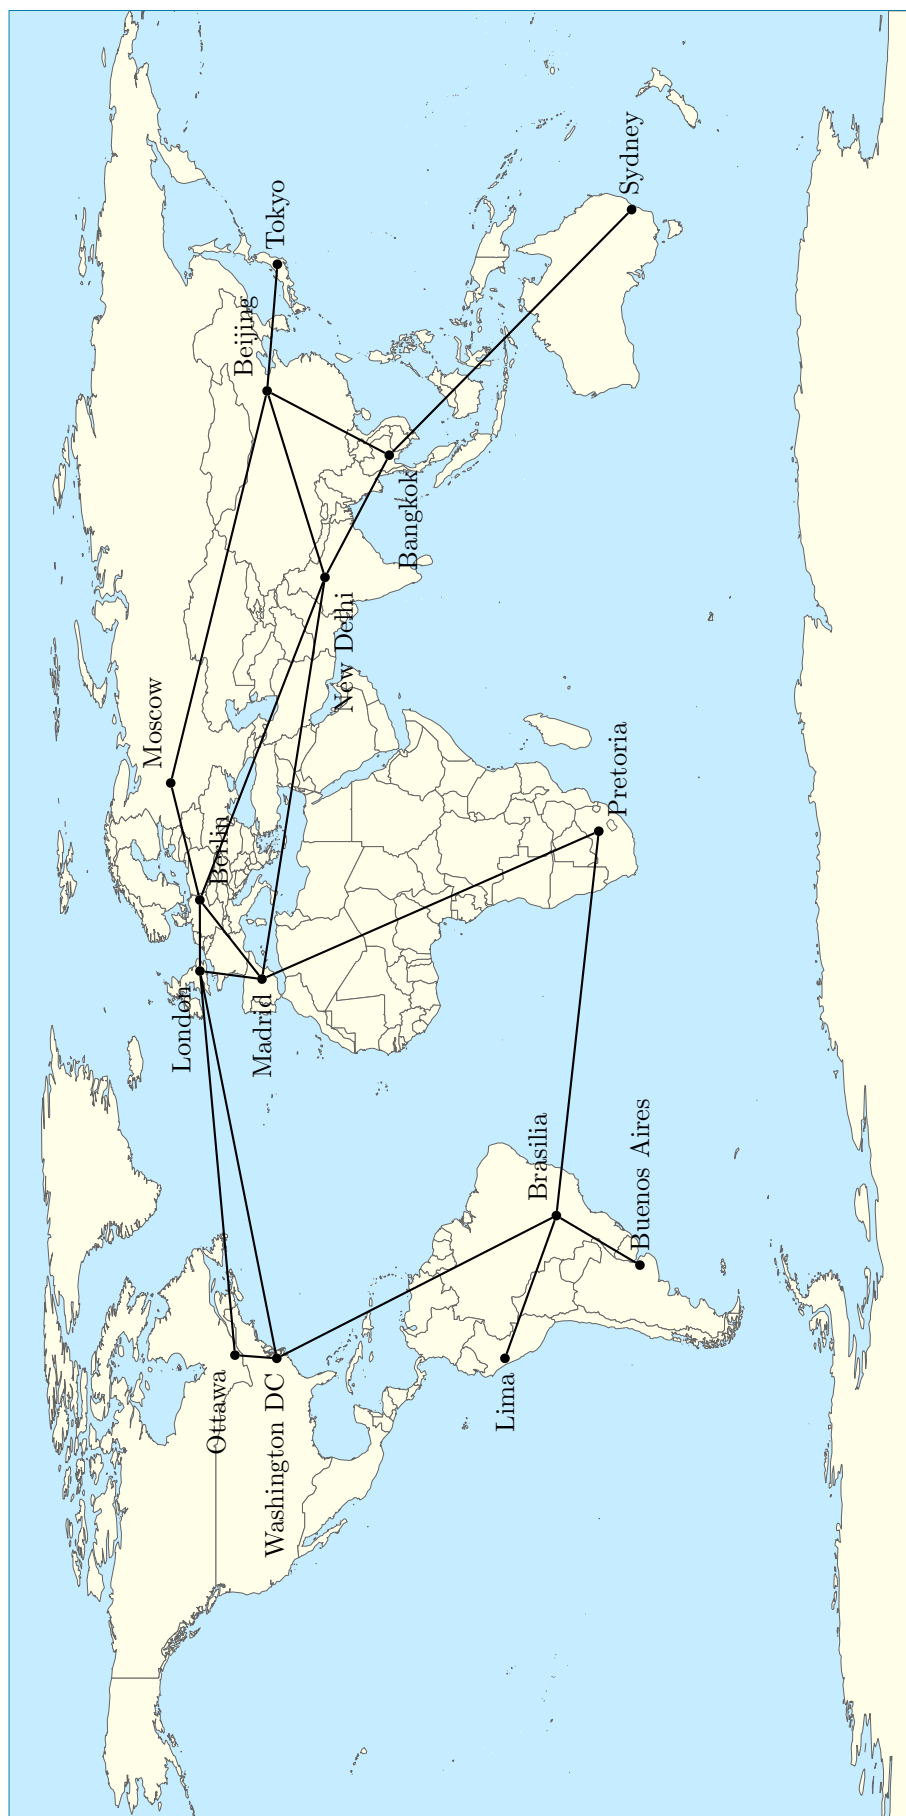 Moscow
London
Berlin
Ottawa
Madrid
Washington DC
Beijing
Tokyo
New Delhi
Bangkok
Lima
Brasilia
Pretoria
Buenos Aires
Sydney